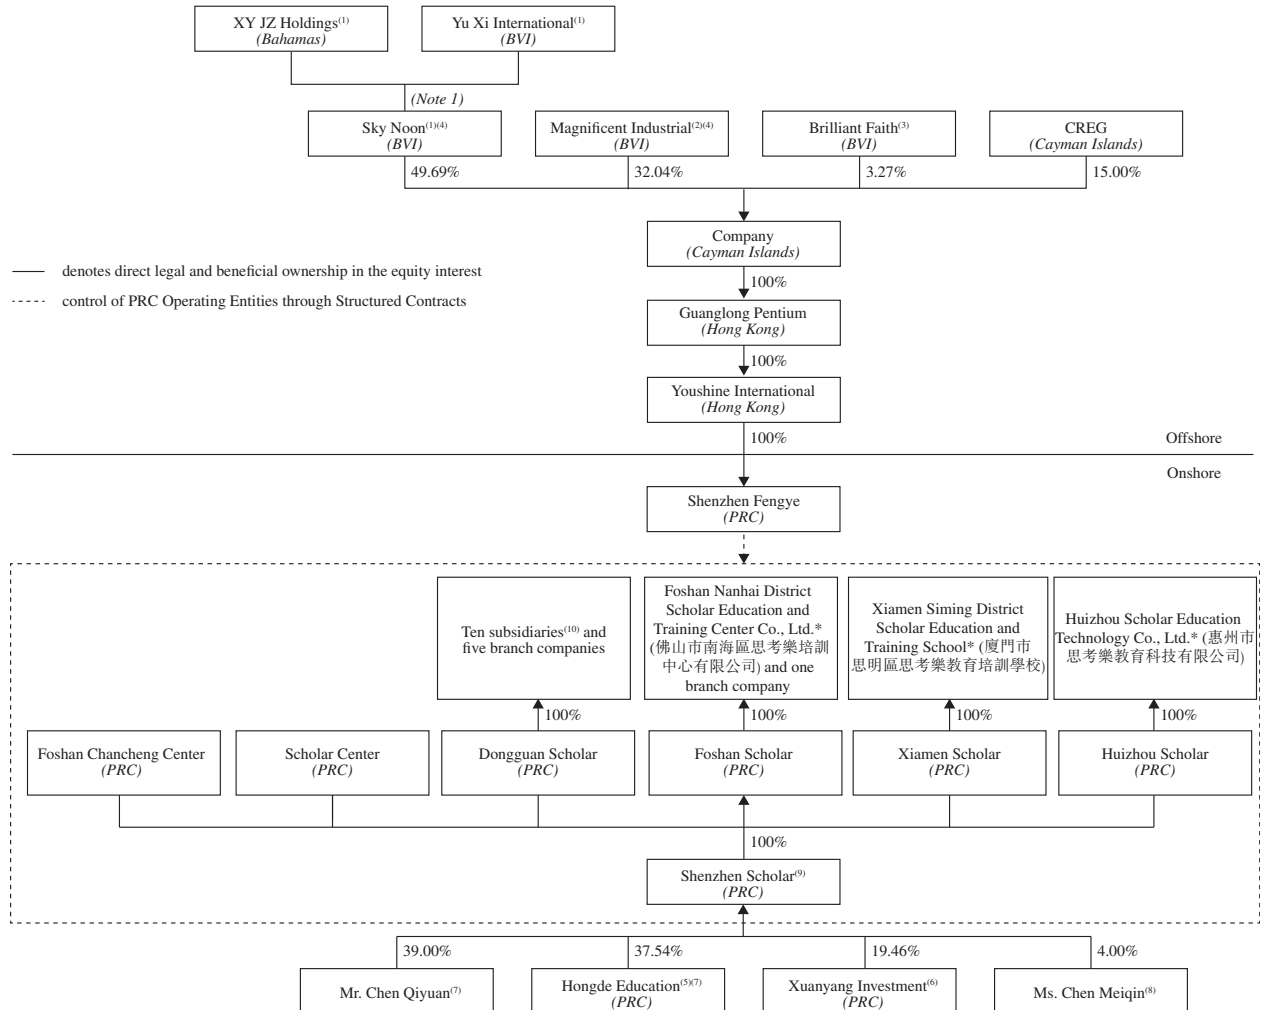 XY JZ Holdings(1)
(Bahamas)
Yu Xi International(1)
(BVI)
(Note 1)
Sky Noon(1)(4)
(BVI)
Magnificent Industrial(2)(4)
(BVI)
Brilliant Faith(3)
(BVI)
CREG
(Cayman Islands)
49.69%
32.04%
3.27%
15.00%
Company
(Cayman Islands)
denotes direct legal and beneficial ownership in the equity interest
control of PRC Operating Entities through Structured Contracts
100%
Guanglong Pentium
(Hong Kong)
100%
Youshine International
(Hong Kong)
100%
Offshore
Onshore
Shenzhen Fengye
(PRC)
Ten subsidiaries(10) and
five branch companies
Foshan Nanhai District
Scholar Education and
Training Center Co., Ltd.*
(佛山市南海區思考樂培訓
中心有限公司) and one
branch company
Xiamen Siming District
Scholar Education and
Training School* (廈門市
思明區思考樂教育培訓學校)
Huizhou Scholar Education
Technology Co., Ltd.* (惠州市
思考樂教育科技有限公司)
100%
100%
100%
100%
Foshan Chancheng Center
(PRC)
Scholar Center
(PRC)
Dongguan Scholar
(PRC)
Foshan Scholar
(PRC)
Xiamen Scholar
(PRC)
Huizhou Scholar
(PRC)
100%
Shenzhen Scholar(9)
(PRC)
39.00%
37.54%
19.46%
4.00%
Mr. Chen Qiyuan(7)
Hongde Education(5)(7)
(PRC)
Xuanyang Investment(6)
(PRC)
Ms. Chen Meiqin(8)